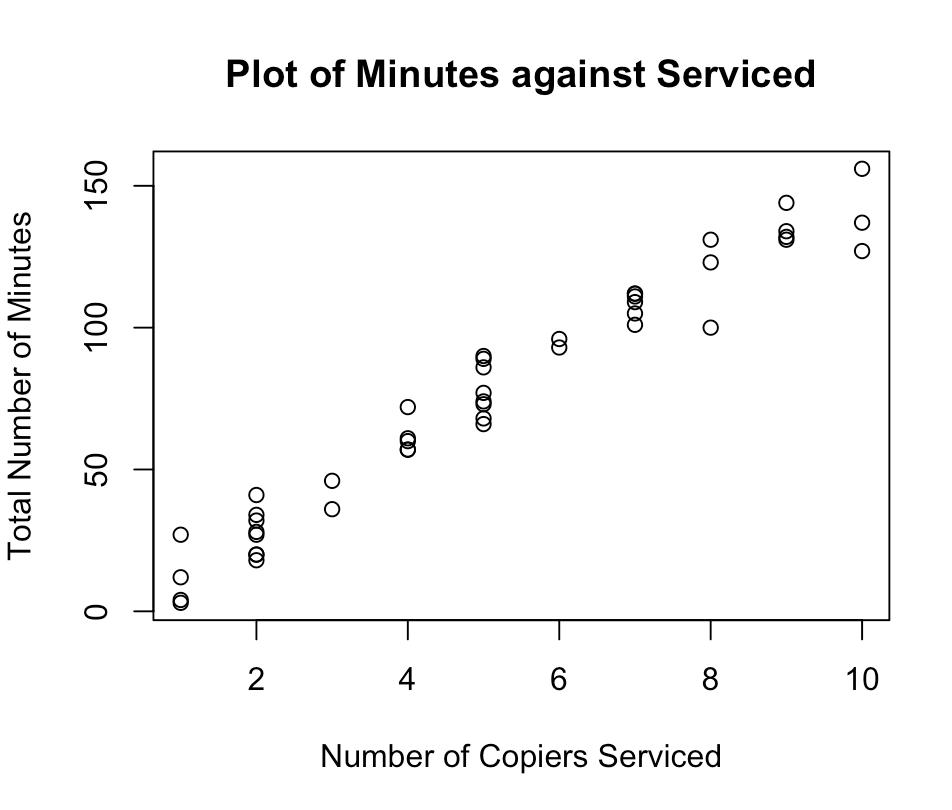 Plot of Minutes against Serviced
Total Number of Minutes
150
100
50
0
2 4 6 8 10
Number of Copiers Serviced